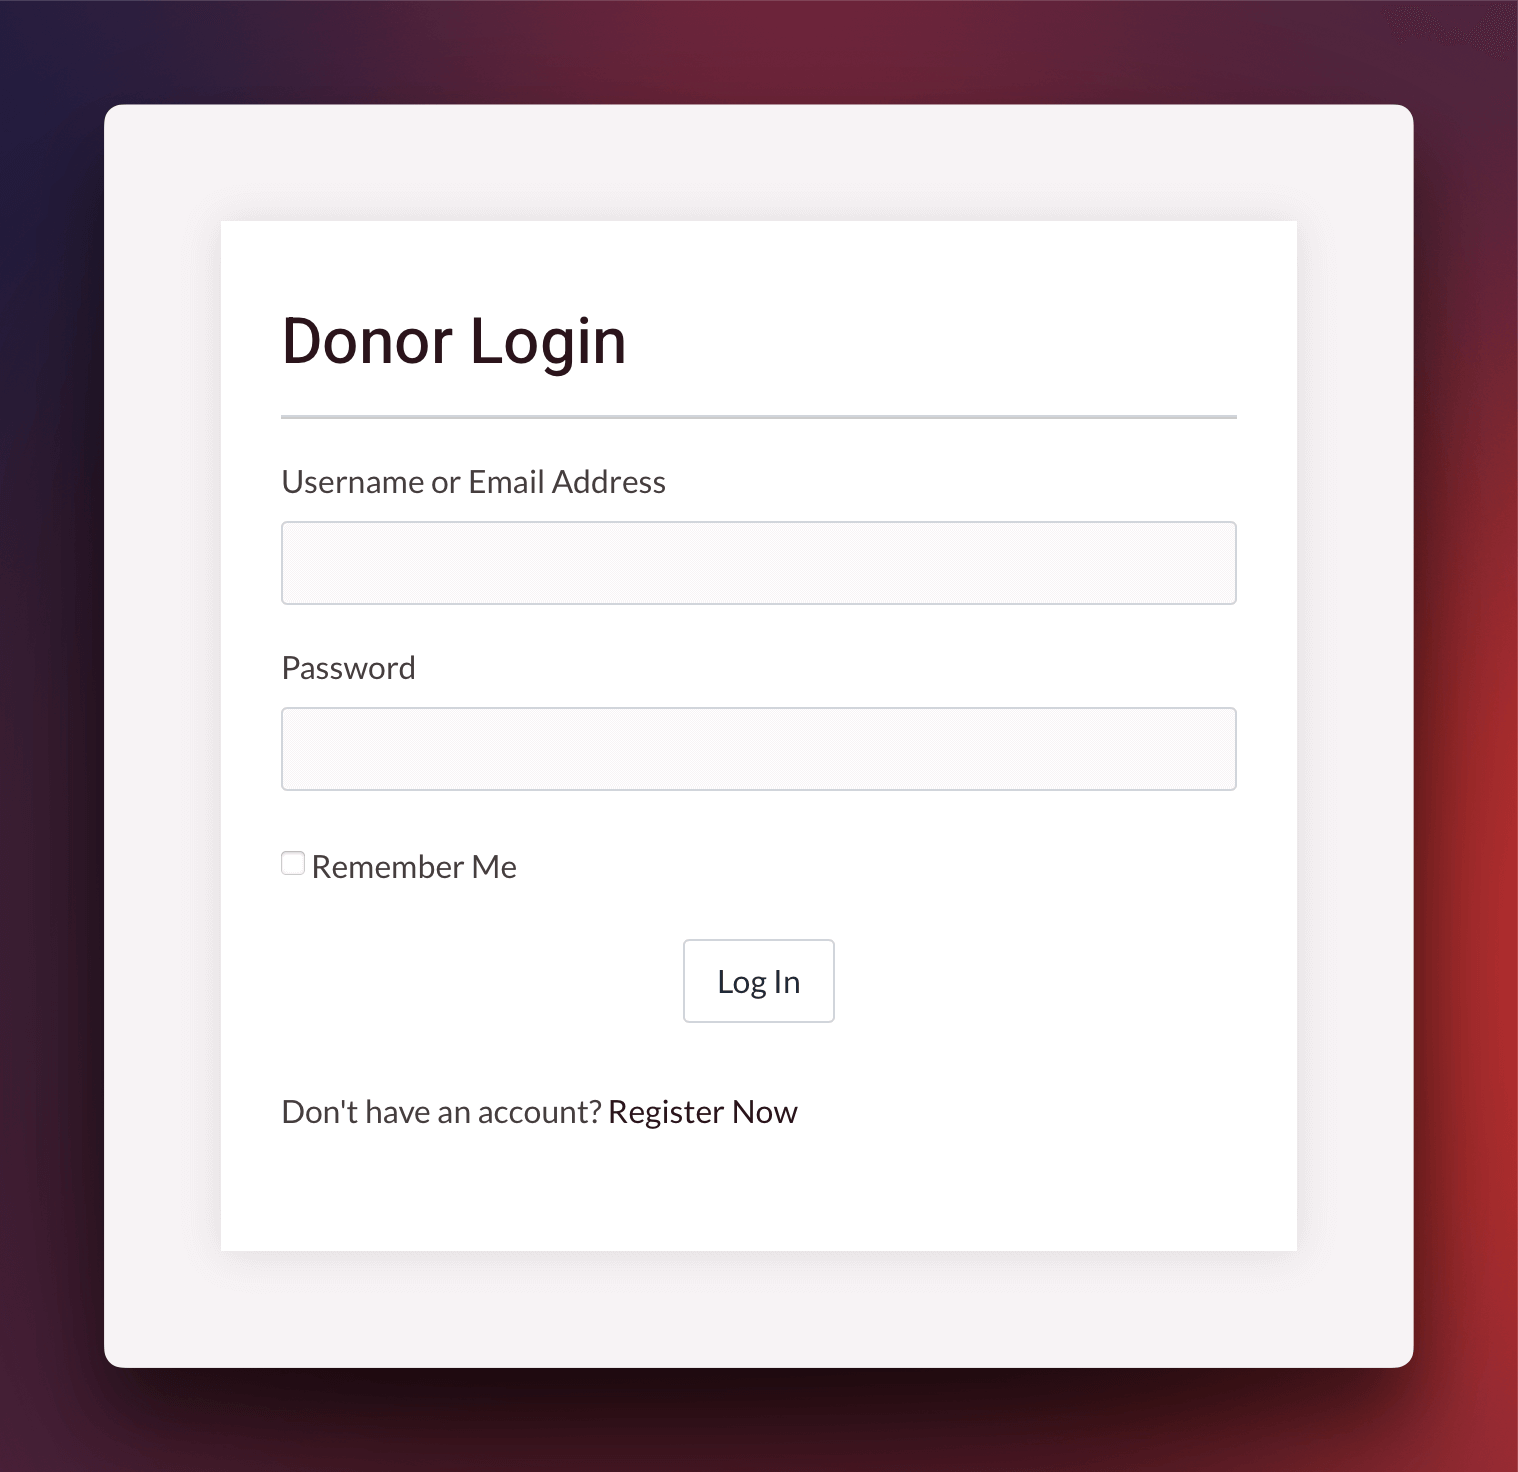 Donor Login
Username or Email Address
Password
Remember Me
Log In
Don't have an account? Register Now